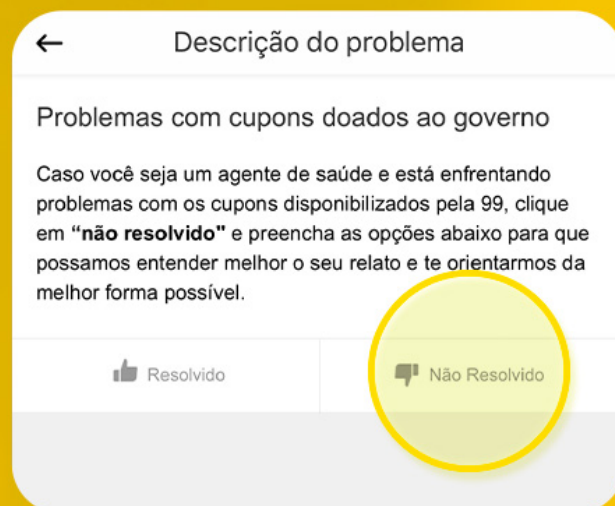 Descrição do problema
Problemas com cupons doados ao governo
Caso você seja um agente de saúde e está enfrentando
problemas com os cupons disponibilizados pela 99, clique
em “não resolvido" e preencha as opções abaixo para que
possamos entender melhor o seu relato e te orientarmos da
melhor forma possível.
Resolvido
Não Resolvido